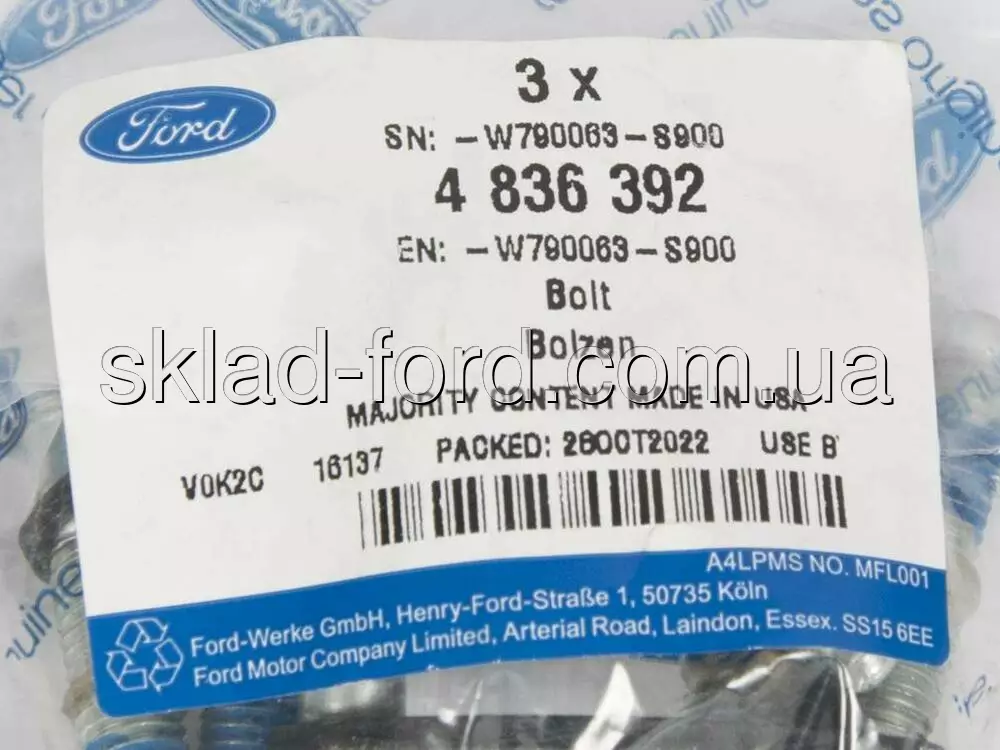 Ford
3 x
SN: -W790063-S900
4 836 392
EN: -W790063-S900
Bolt
Bolzen
sklad-ford.com.ua
MAJORITY CONTENT MADE IN USA
V0K2C 16137 PACKED: 26OCT2022 USE B
A4LPMS NO. MFL001
Ford-Werke GmbH, Henry-Ford-Straße 1, 50735 Köln
Ford Motor Company Limited, Arterial Road, Laindon, Essex. SS15 6EE